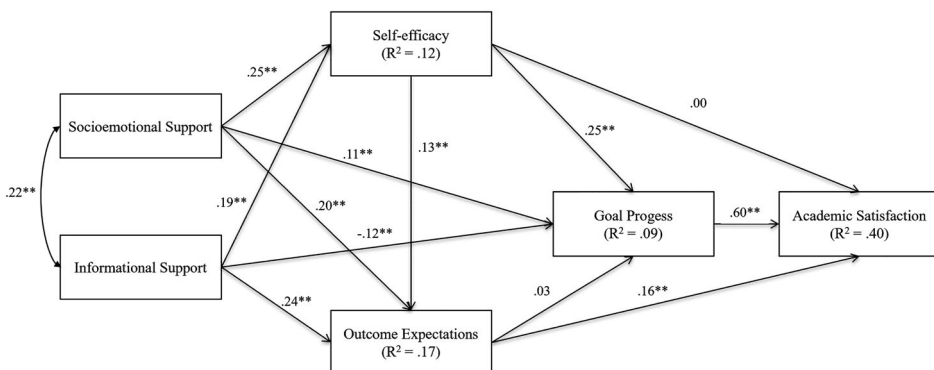 Self-efficacy
(R² = .12)
.25**
.00
Socioemotional Support
.25**
.13**
.11**
.22**
.19**
.20**
Goal Progess
(R² = .09)
.60**
Academic Satisfaction
(R² = .40)
-.12**
Informational Support
.03
.16**
.24**
Outcome Expectations
(R² = .17)